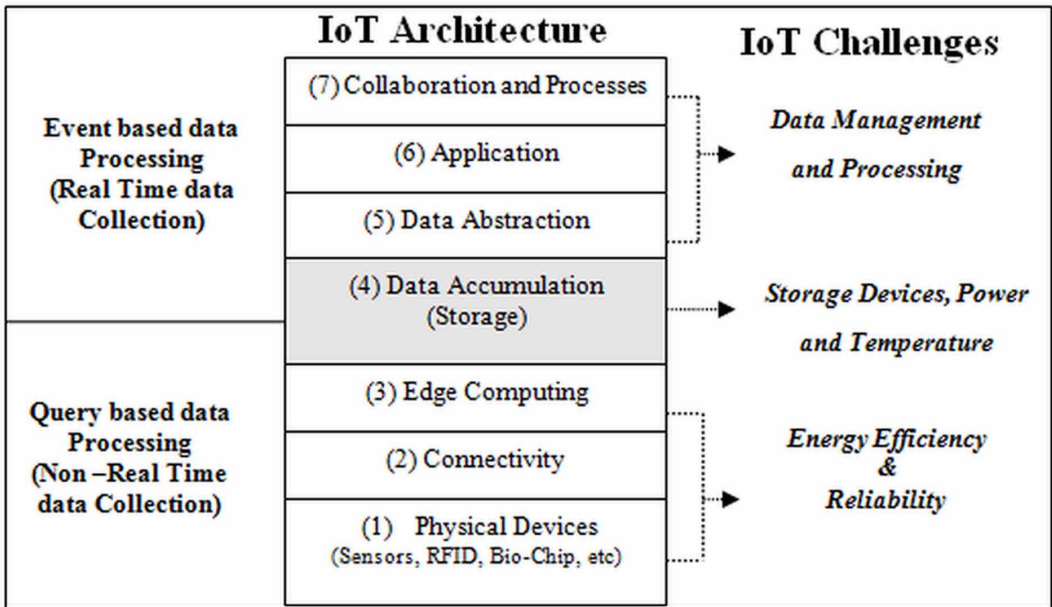 IoT Architecture
IoT Challenges
Event based data
Processing
(Real Time data
Collection)
Query based data
Processing
(Non –Real Time
data Collection)
(7) Collaboration and Processes
(6) Application
(5) Data Abstraction
(4) Data Accumulation
(Storage)
(3) Edge Computing
(2) Connectivity
(1) Physical Devices
(Sensors, RFID, Bio-Chip, etc)
Data Management
and Processing
Storage Devices, Power
and Temperature
Energy Efficiency
&
Reliability